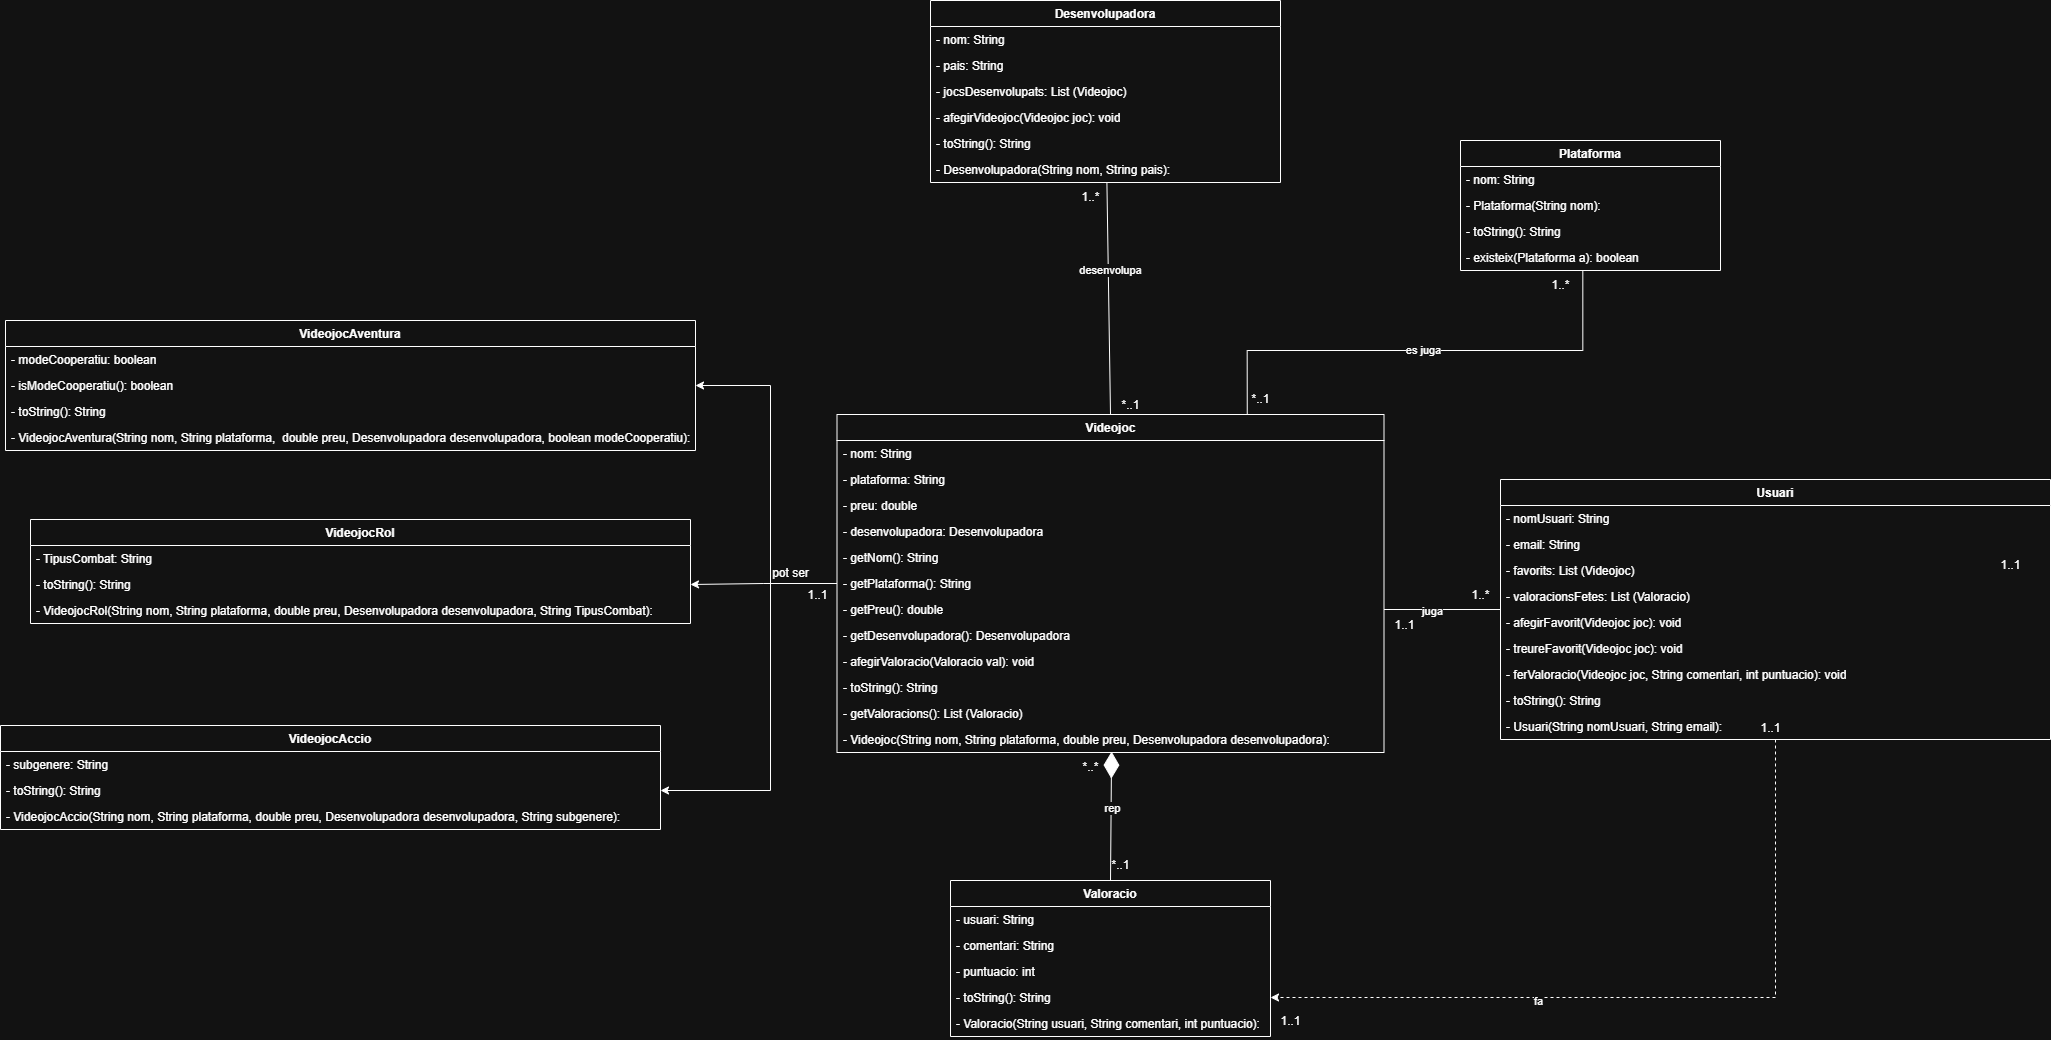 Desenvolupadora
- nom: String
- pais: String
- jocsDesenvolupats: List (Videojoc)
- afegirVideojoc(Videojoc joc): void
- toString(): String
- Desenvolupadora(String nom, String pais):
1..*
desenvolupa
*..1
Plataforma
- nom: String
- Plataforma(String nom):
- toString(): String
- existeix(Plataforma a): boolean
1..*
es juga
*..1
VideojocAventura
- modeCooperatiu: boolean
- isModeCooperatiu(): boolean
- toString(): String
- VideojocAventura(String nom, String plataforma,  double preu, Desenvolupadora desenvolupadora, boolean modeCooperatiu):
VideojocRol
- TipusCombat: String
- toString(): String
- VideojocRol(String nom, String plataforma, double preu, Desenvolupadora desenvolupadora, String TipusCombat):
pot ser
1..1
VideojocAccio
- subgenere: String
- toString(): String
- VideojocAccio(String nom, String plataforma, double preu, Desenvolupadora desenvolupadora, String subgenere):
Videojoc
- nom: String
- plataforma: String
- preu: double
- desenvolupadora: Desenvolupadora
- getNom(): String
- getPlataforma(): String
- getPreu(): double
- getDesenvolupadora(): Desenvolupadora
- afegirValoracio(Valoracio val): void
- toString(): String
- getValoracions(): List (Valoracio)
- Videojoc(String nom, String plataforma, double preu, Desenvolupadora desenvolupadora):
1..*
juga
1..1
Usuari
- nomUsuari: String
- email: String
- favorits: List (Videojoc)
1..1
- valoracionsFetes: List (Valoracio)
- afegirFavorit(Videojoc joc): void
- treureFavorit(Videojoc joc): void
- ferValoracio(Videojoc joc, String comentari, int puntuacio): void
- toString(): String
- Usuari(String nomUsuari, String email):
1..1
*..*
rep
*..1
Valoracio
- usuari: String
- comentari: String
- puntuacio: int
- toString(): String
- Valoracio(String usuari, String comentari, int puntuacio):
fa
1..1